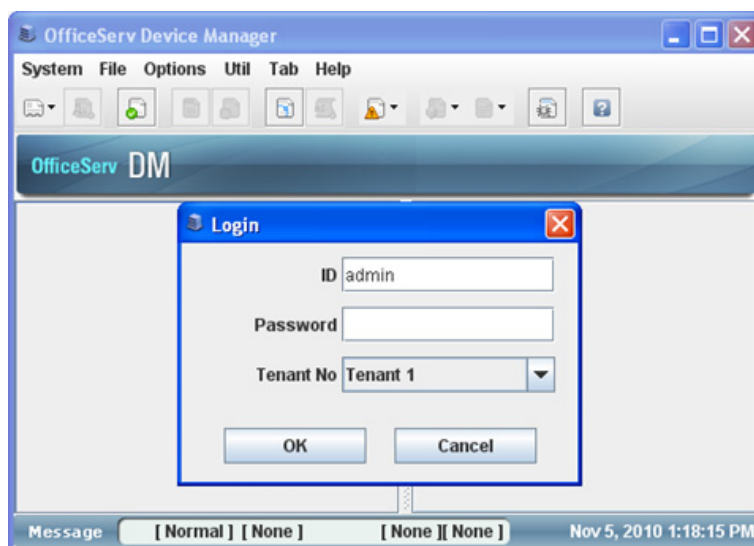 OfficeServ Device Manager
System File Options Util Tab Help
OfficeServ DM
Login
ID admin
Password
Tenant No Tenant 1
OK Cancel
Message [ Normal ] [ None ] [ None ][ None ] Nov 5, 2010 1:18:15 PM